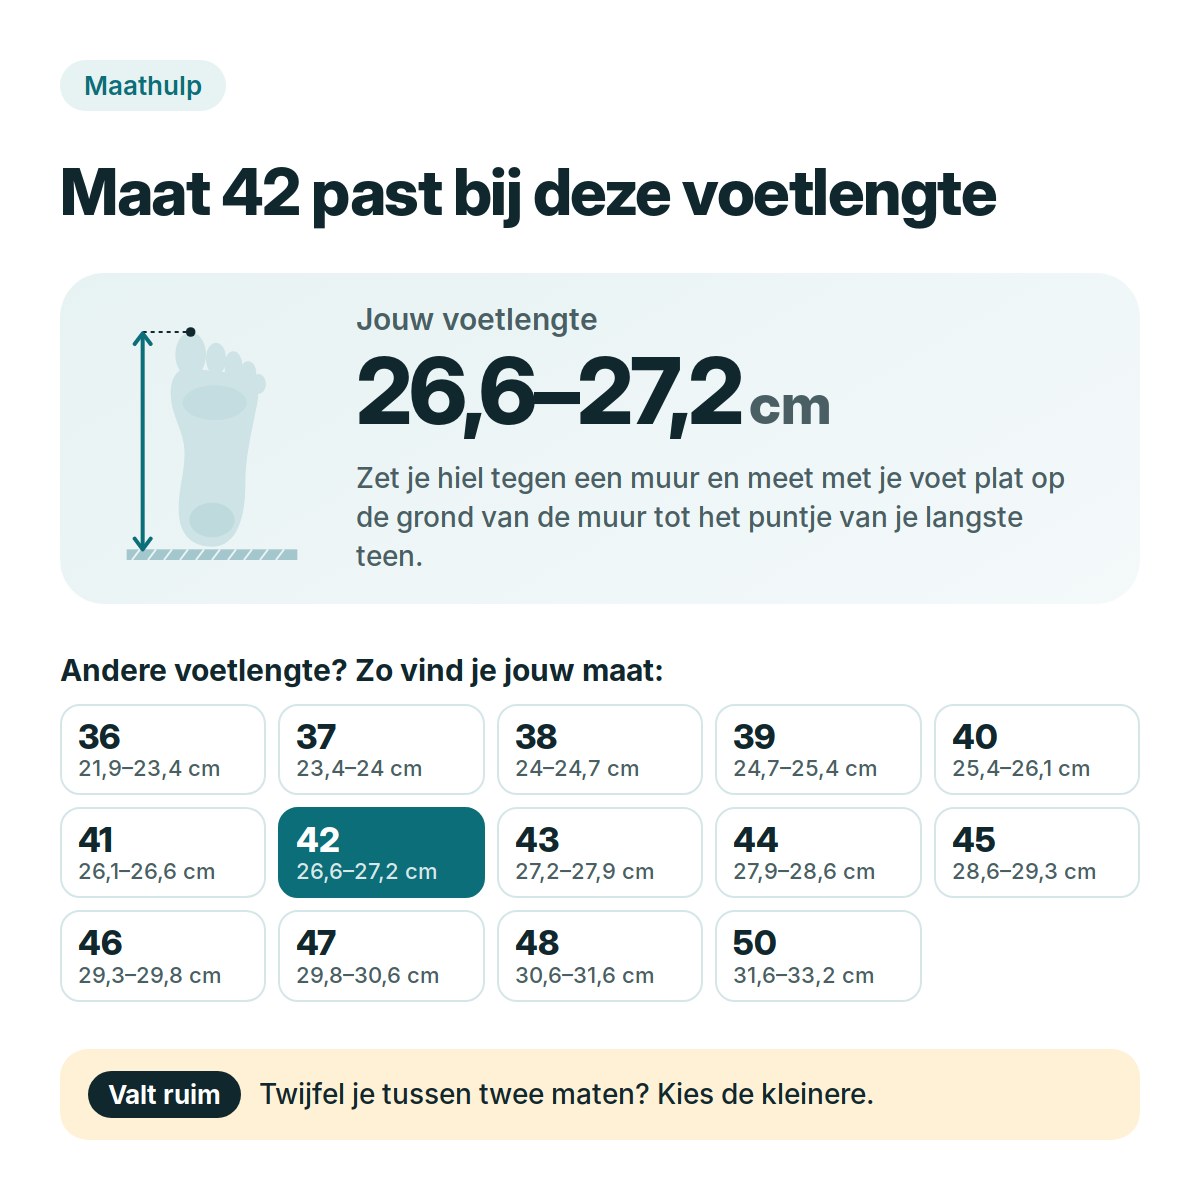 Maathulp
Maat 42 past bij deze voetlengte
Jouw voetlengte
26,6–27,2 cm
Zet je hiel tegen een muur en meet met je voet plat op
de grond van de muur tot het puntje van je langste
teen.
Andere voetlengte? Zo vind je jouw maat:
36
21,9–23,4 cm
37
23,4–24 cm
38
24–24,7 cm
39
24,7–25,4 cm
40
25,4–26,1 cm
41
26,1–26,6 cm
42
26,6–27,2 cm
43
27,2–27,9 cm
44
27,9–28,6 cm
45
28,6–29,3 cm
46
29,3–29,8 cm
47
29,8–30,6 cm
48
30,6–31,6 cm
50
31,6–33,2 cm
Valt ruim Twijfel je tussen twee maten? Kies de kleinere.